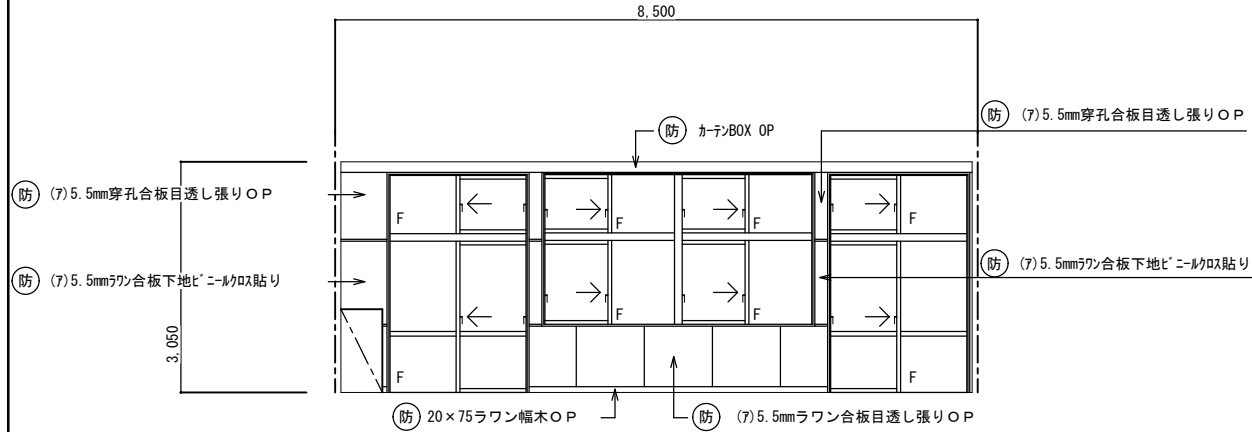 8,500
防 (ア)5.5mm穿孔合板目透し張りOP
防 カーテンBOX OP
防 (ア)5.5mm穿孔合板目透し張りOP
F F F F
防 (ア)5.5mmラワン合板下地ビニールクロス貼り
防 (ア)5.5mmラワン合板下地ビニールクロス貼り
F F
3,050
F F
防 20×75ラワン幅木OP
防 (ア)5.5mmラワン合板目透し張りOP